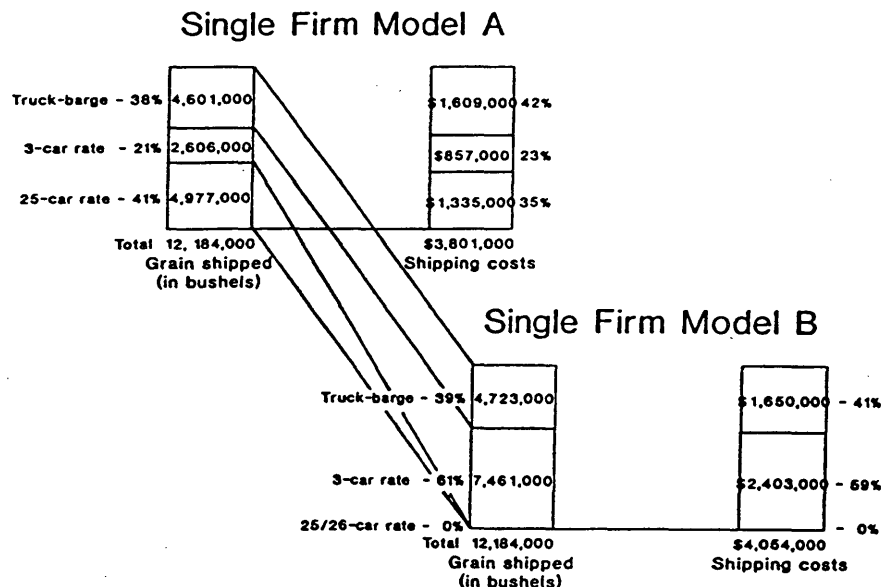 Single Firm Model A
Truck-barge - 38% 4,601,000 $1,609,000 42%
3-car rate - 21% 2,606,000 $857,000 23%
25-car rate - 41% 4,977,000 $1,335,000 35%
Total 12,184,000 $3,801,000
Grain shipped Shipping costs
(in bushels)
Single Firm Model B
Truck-barge - 39% 4,723,000 $1,650,000 - 41%
3-car rate - 61% 7,461,000 $2,403,000 - 59%
25/26-car rate - 0% - 0%
Total 12,184,000 $4,054,000
Grain shipped Shipping costs
(in bushels)